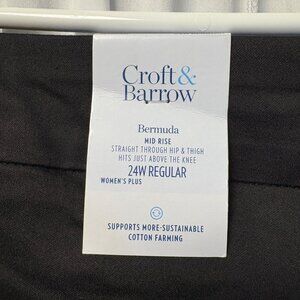 Croft&
Barrow
Bermuda
MID RISE
STRAIGHT THROUGH HIP & THIGH
HITS JUST ABOVE THE KNEE
24W REGULAR
WOMEN'S PLUS
SUPPORTS MORE-SUSTAINABLE
COTTON FARMING